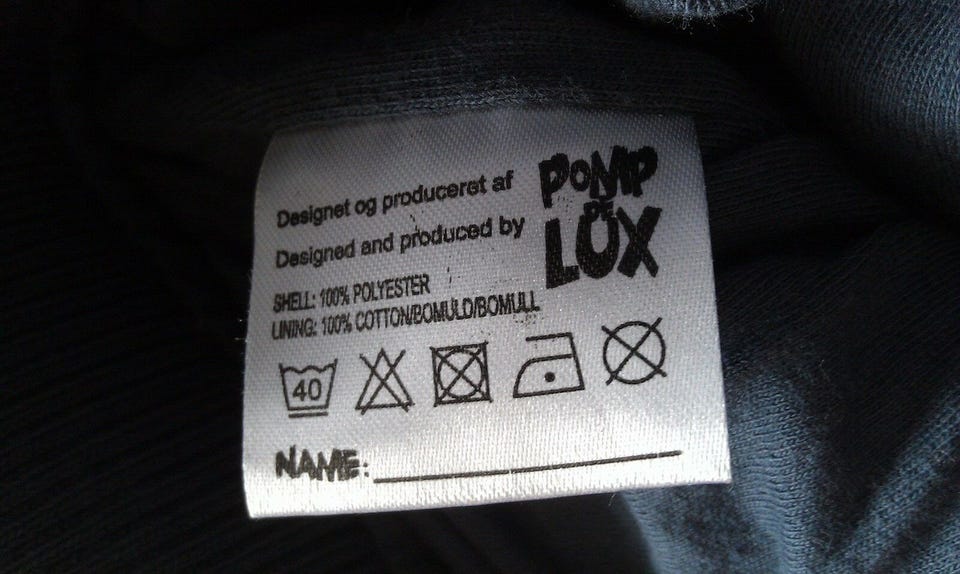 Designet og produceret af
Designed and produced by
POMP
DE
LUX
SHELL: 100% POLYESTER
LINING: 100% COTTON/BOMULD/BOMULL
40
NAME: